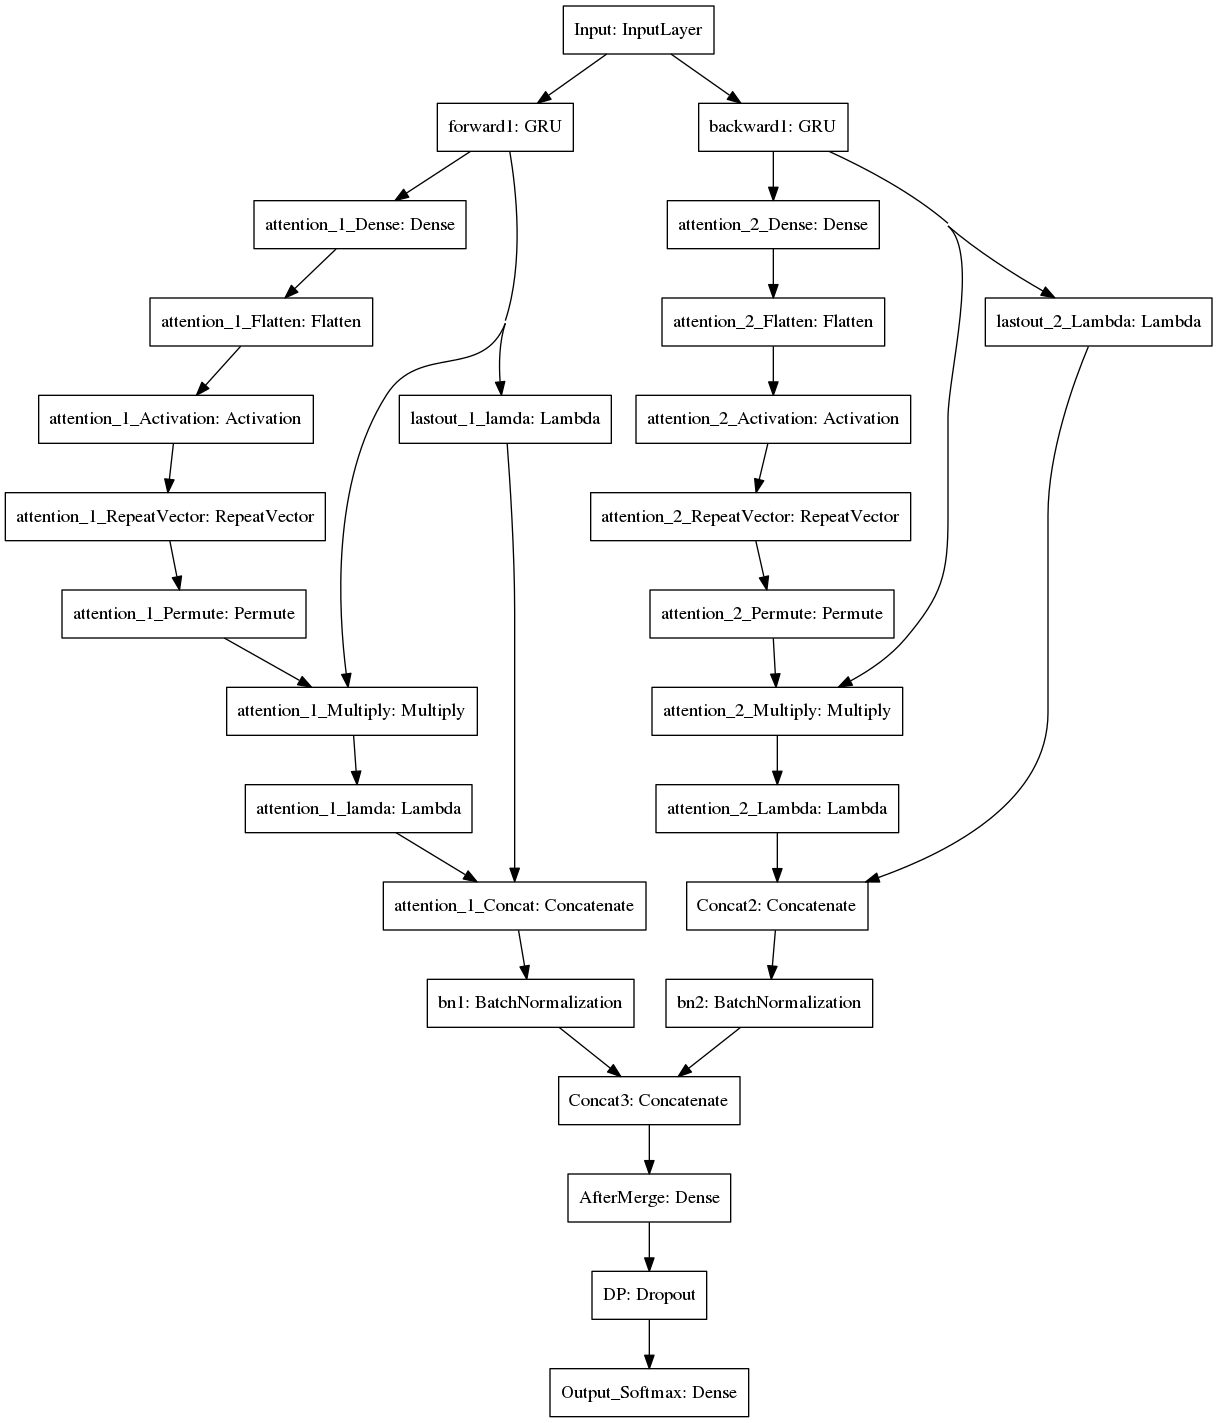 Input: InputLayer
forward1: GRU
backward1: GRU
attention_1_Dense: Dense
attention_2_Dense: Dense
attention_1_Flatten: Flatten
attention_2_Flatten: Flatten
lastout_2_Lambda: Lambda
attention_1_Activation: Activation
lastout_1_lamda: Lambda
attention_2_Activation: Activation
attention_1_RepeatVector: RepeatVector
attention_2_RepeatVector: RepeatVector
attention_1_Permute: Permute
attention_2_Permute: Permute
attention_1_Multiply: Multiply
attention_2_Multiply: Multiply
attention_1_lamda: Lambda
attention_2_Lambda: Lambda
attention_1_Concat: Concatenate
Concat2: Concatenate
bn1: BatchNormalization
bn2: BatchNormalization
Concat3: Concatenate
AfterMerge: Dense
DP: Dropout
Output_Softmax: Dense